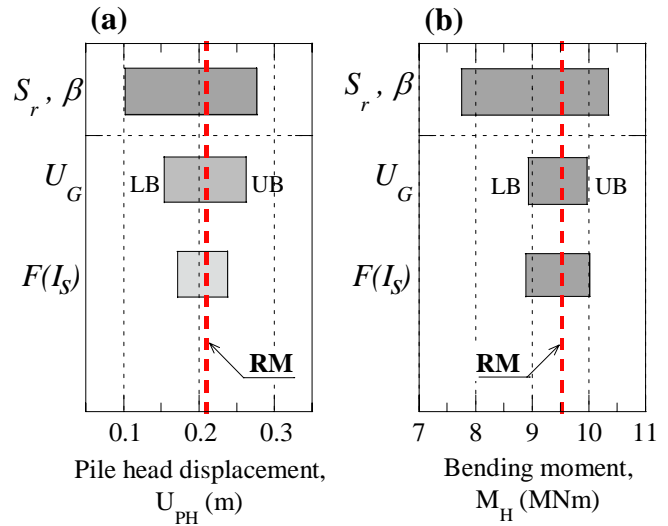 (a)
S_r , β
U_G
LB
UB
F(I_S)
RM
0.1 0.2 0.3
Pile head displacement,
U_PH (m)
(b)
S_r , β
U_G
LB
UB
F(I_S)
RM
7 8 9 10 11
Bending moment,
M_H (MNm)